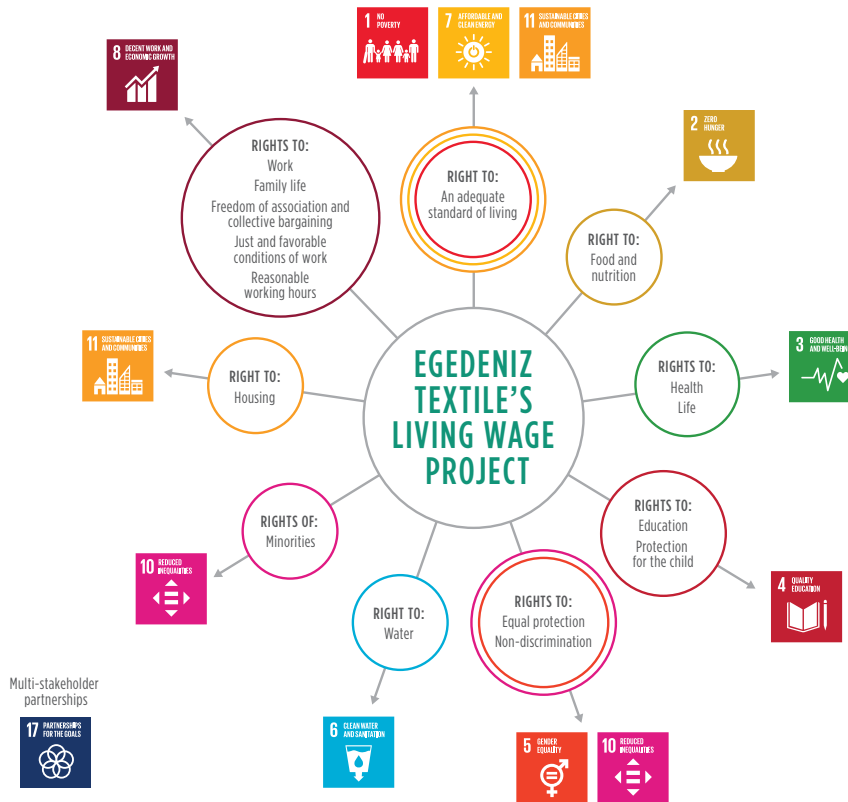 1 NO
POVERTY
7 AFFORDABLE AND
CLEAN ENERGY
11 SUSTAINABLE CITIES
AND COMMUNITIES
8 DECENT WORK AND
ECONOMIC GROWTH
2 ZERO
HUNGER
RIGHTS TO:
Work
Family life
Freedom of association and
collective bargaining
Just and favorable
conditions of work
Reasonable
working hours
RIGHT TO:
An adequate
standard of living
RIGHT TO:
Food and
nutrition
11 SUSTAINABLE CITIES
AND COMMUNITIES
RIGHT TO:
Housing
EGEDENIZ
TEXTILE'S
LIVING WAGE
PROJECT
RIGHTS TO:
Health
Life
3 GOOD HEALTH
AND WELL-BEING
RIGHTS OF:
Minorities
RIGHTS TO:
Education
Protection
for the child
10 REDUCED
INEQUALITIES
RIGHT TO:
Water
RIGHTS TO:
Equal protection
Non-discrimination
4 QUALITY
EDUCATION
Multi-stakeholder
partnerships
17 PARTNERSHIPS
FOR THE GOALS
6 CLEAN WATER
AND SANITATION
5 GENDER
EQUALITY
10 REDUCED
INEQUALITIES